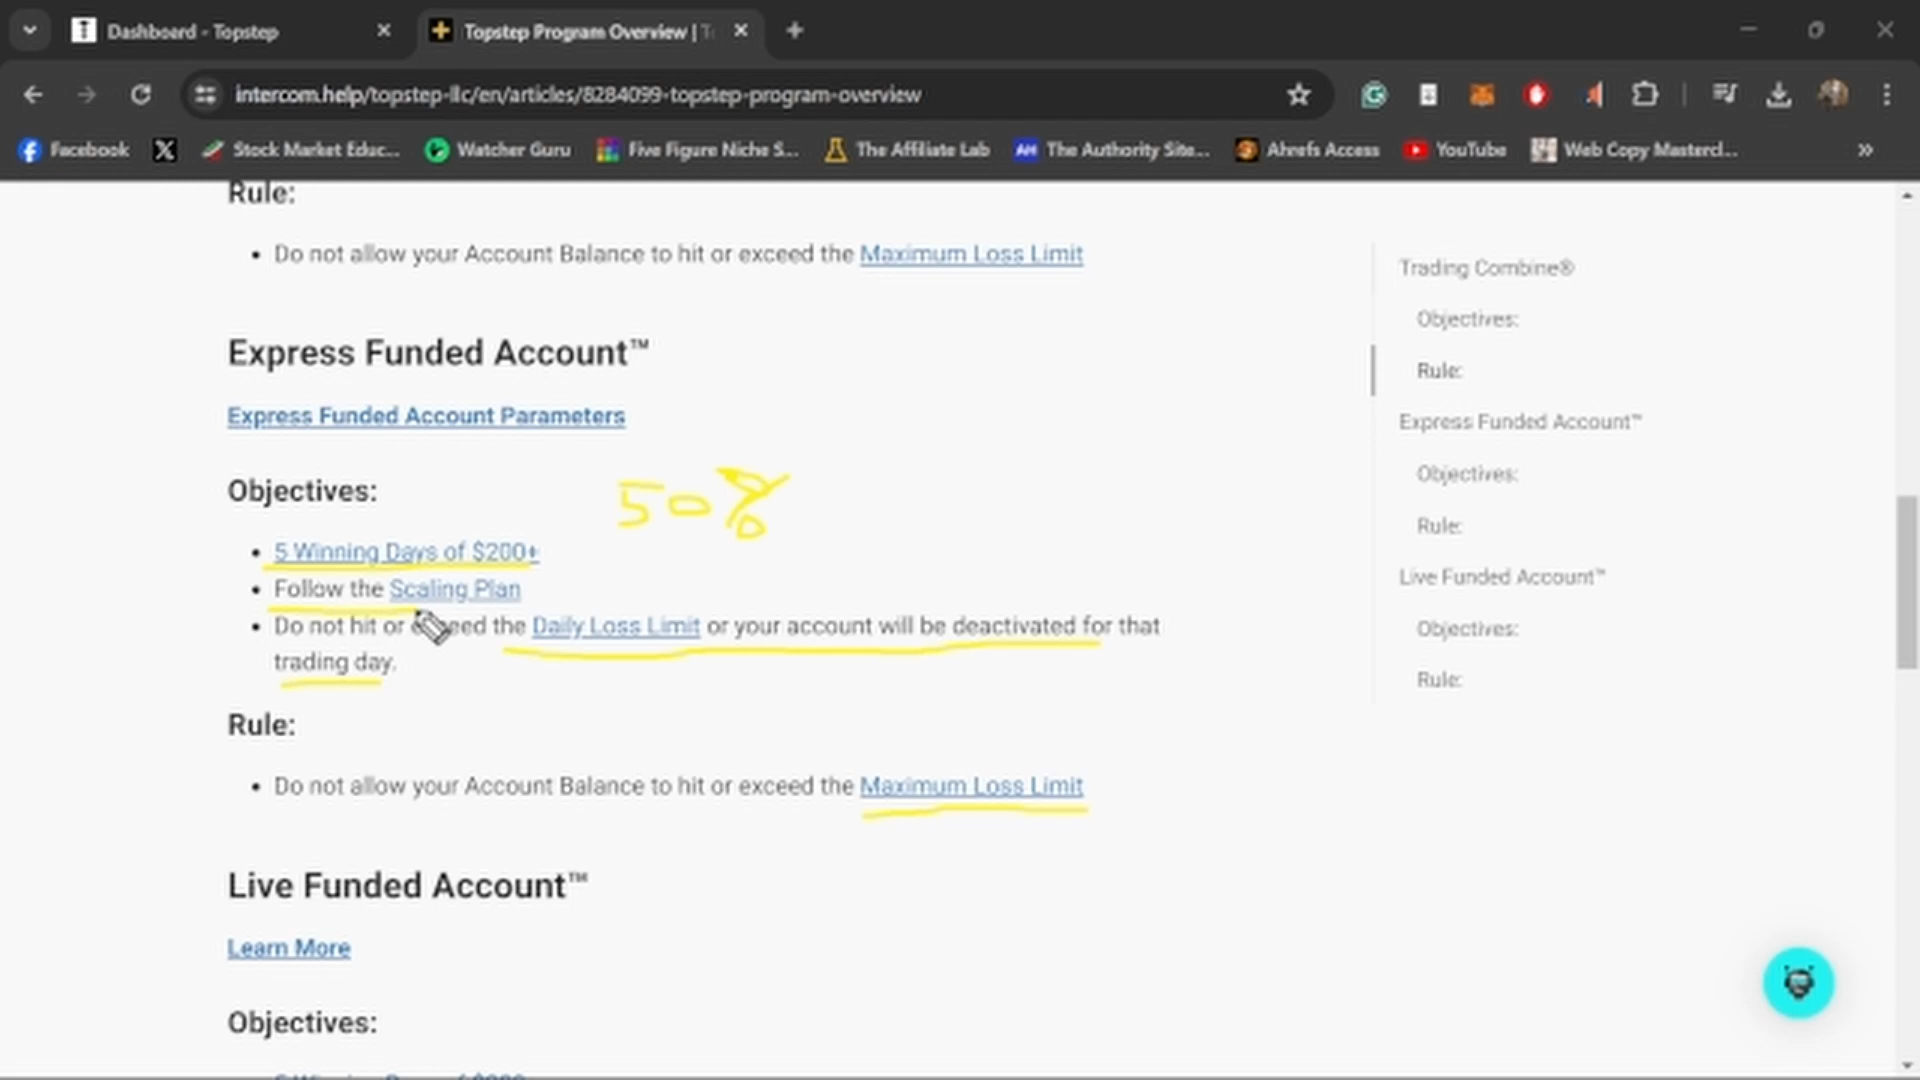 Dashboard - Topstep
Topstep Program Overview | T
intercom.help/topstep-llc/en/articles/8284099-topstep-program-overview
Facebook
Stock Market Educ...
Watcher Guru
Five Figure Niche S...
The Affiliate Lab
AH The Authority Site...
Ahrefs Access
YouTube
Web Copy Mastercl...
Rule:
• Do not allow your Account Balance to hit or exceed the Maximum Loss Limit
Express Funded Account™
Express Funded Account Parameters
Objectives:
50%
• 5 Winning Days of $200+
• Follow the Scaling Plan
• Do not hit or exceed the Daily Loss Limit or your account will be deactivated for that
trading day.
Rule:
• Do not allow your Account Balance to hit or exceed the Maximum Loss Limit
Live Funded Account™
Learn More
Objectives:
Trading Combine®
Objectives:
Rule:
Express Funded Account™
Objectives:
Rule:
Live Funded Account™
Objectives:
Rule: